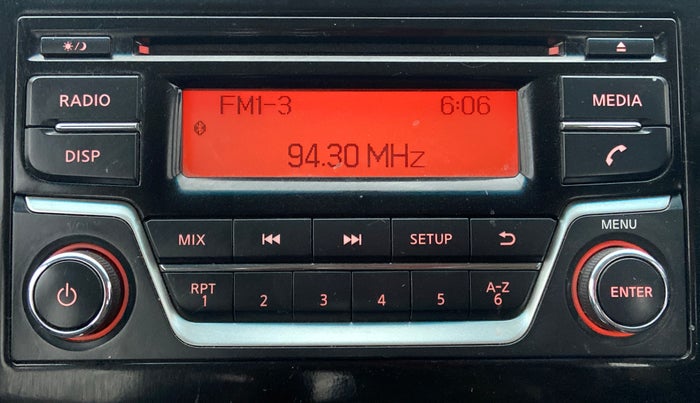 RADIO
FM1-3 6:06
MEDIA
DISP
94.30 MHz
MIX
SETUP
MENU
VOL
RPT
1
2
3
4
5
A-Z
6
ENTER